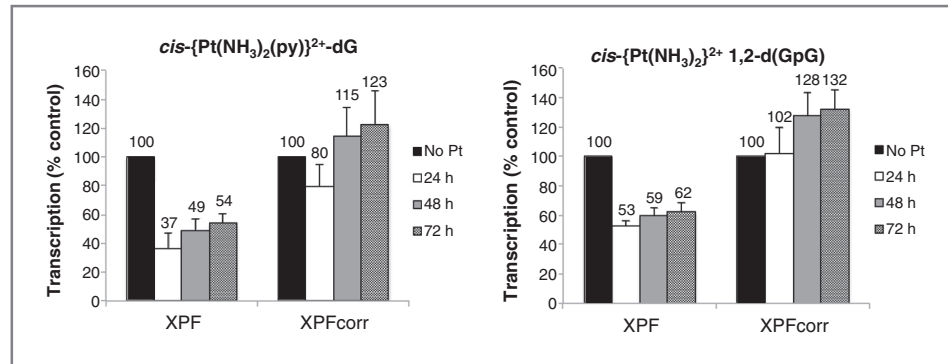 cis-{Pt(NH3)2(py)}2+-dG
Transcription (% control)
160
140
120
100
80
60
40
20
0
100
37
49
54
100
80
115
123
XPF
XPFcorr
No Pt
24 h
48 h
72 h
cis-{Pt(NH3)2}2+ 1,2-d(GpG)
Transcription (% control)
160
140
120
100
80
60
40
20
0
100
53
59
62
100
102
128
132
XPF
XPFcorr
No Pt
24 h
48 h
72 h